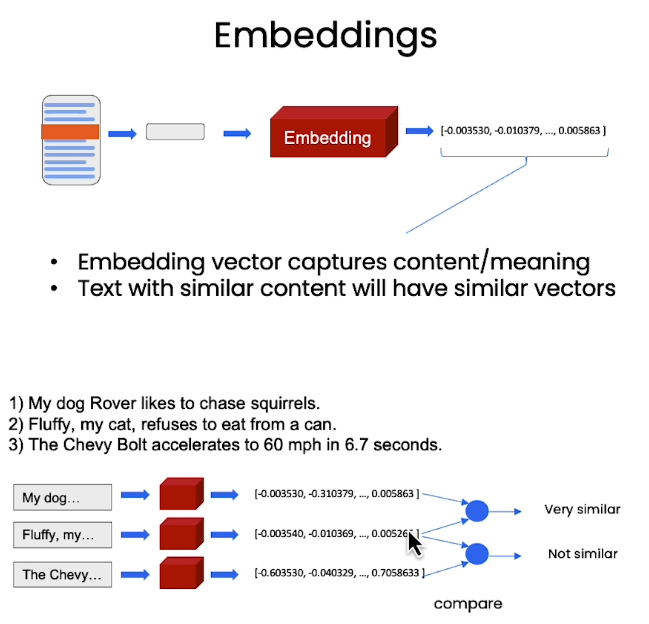 Embeddings
Embedding
[-0.003530, -0.010379, ..., 0.005863 ]
• Embedding vector captures content/meaning
• Text with similar content will have similar vectors
1) My dog Rover likes to chase squirrels.
2) Fluffy, my cat, refuses to eat from a can.
3) The Chevy Bolt accelerates to 60 mph in 6.7 seconds.
My dog...
[-0.003530, -0.310379, ..., 0.005863 ]
Very similar
Fluffy, my...
[-0.003540, -0.010369, ...,
Not similar
The Chevy...
[-0.603530, -0.040329, ..., 0.7058633 ]
compare